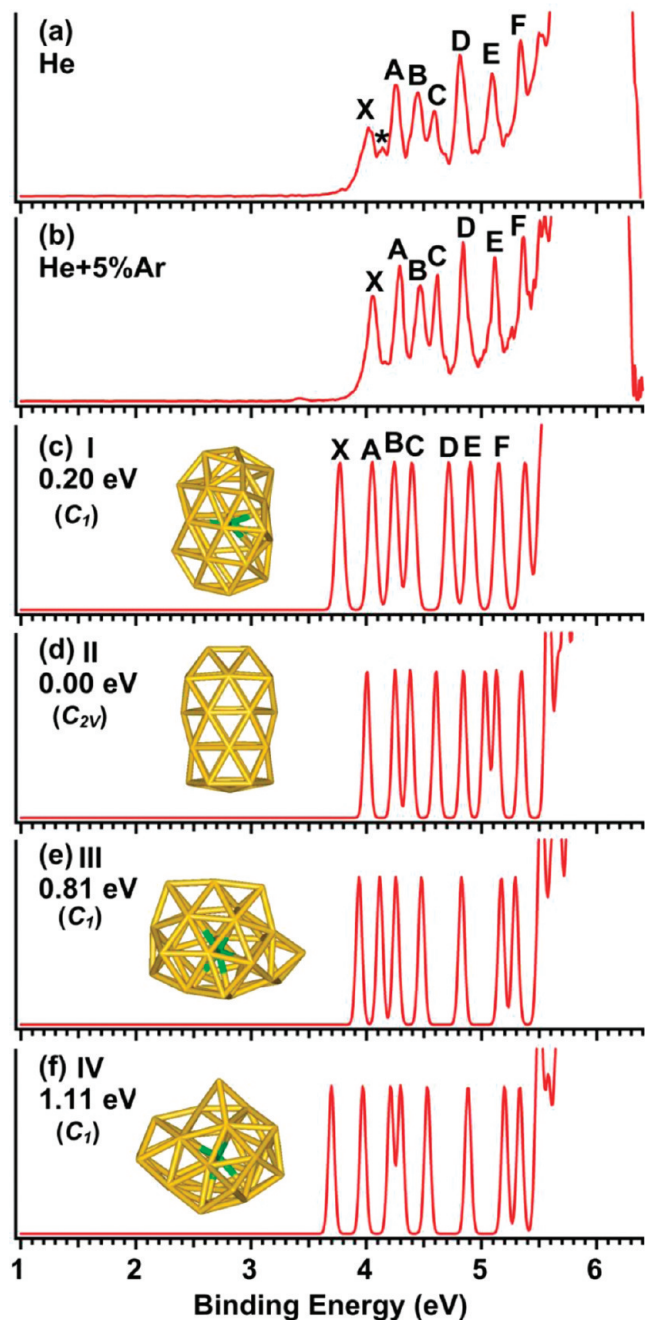 (a)
He
X * A B C D E F
(b)
He+5%Ar
X A B C D E F
(c) I
0.20 eV
(C1)
X A B C D E F
(d) II
0.00 eV
(C2V)
(e) III
0.81 eV
(C1)
(f) IV
1.11 eV
(C1)
1 2 3 4 5 6
Binding Energy (eV)